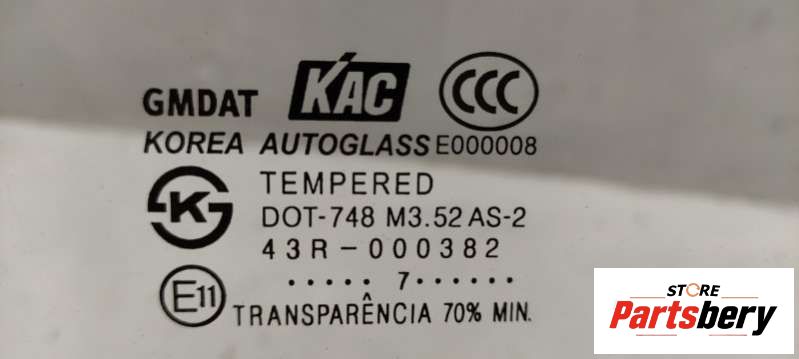 GMDAT KAC CCC
KOREA AUTOGLASS E000008
K TEMPERED
DOT-748 M3.52 AS-2
43R-000382
E11 ..... 7......
TRANSPARÊNCIA 70% MIN.
STORE
Partsbery